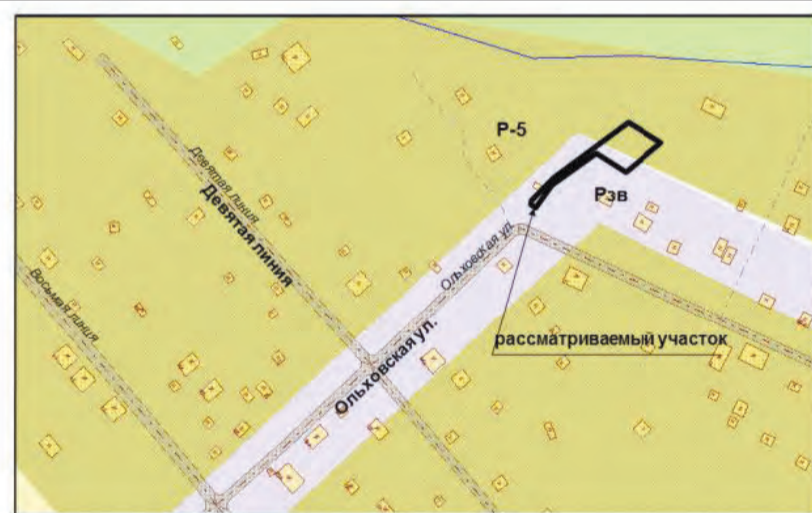 Р-5
Рзв
Девятая линия
Девятая линия
Восьмая линия
Ольховская ул.
Ольховская ул.
рассматриваемый участок